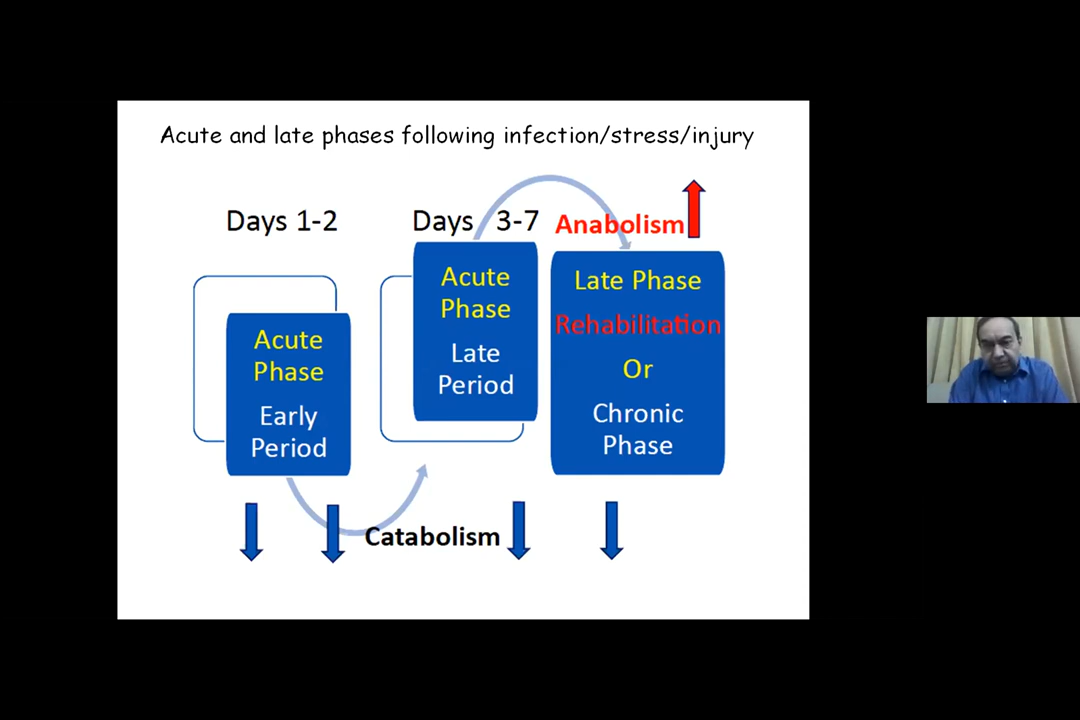 Acute and late phases following infection/stress/injury
Days 1-2
Acute
Phase
Early
Period
Days 3-7
Acute
Phase
Late
Period
Anabolism
Late Phase
Rehabilitation
Or
Chronic
Phase
Catabolism